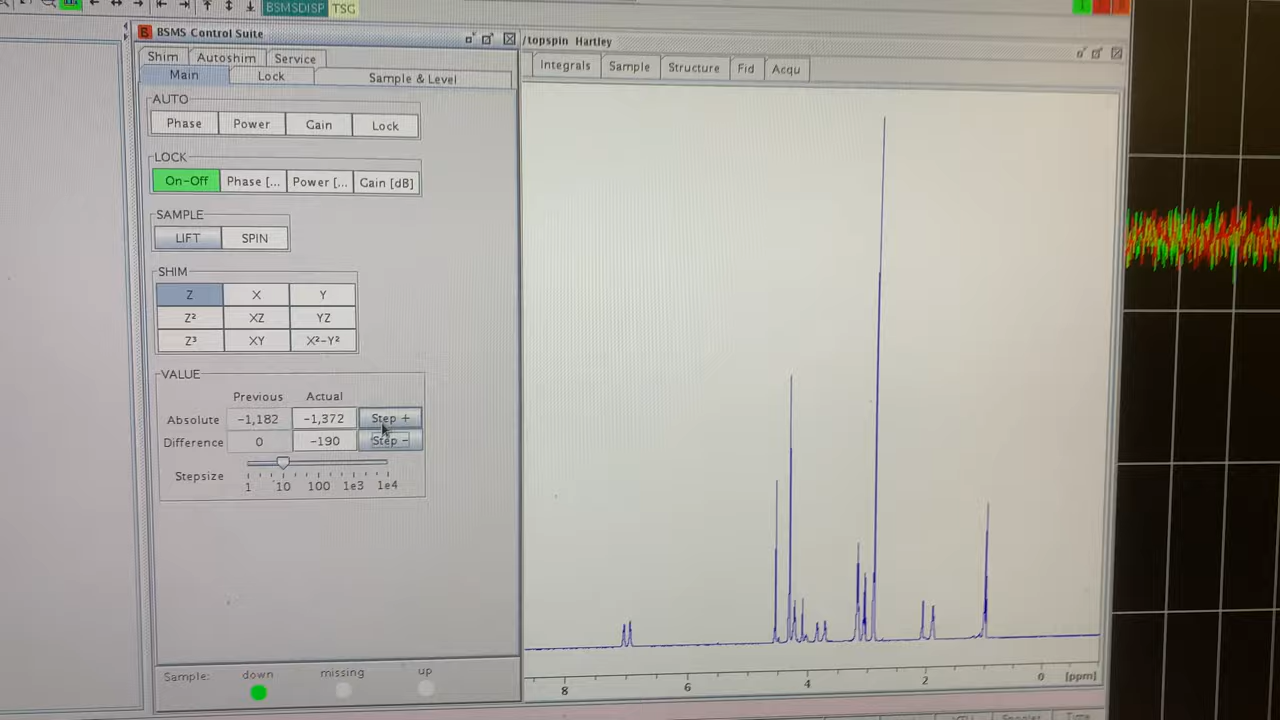 BSMSDISP TSG
BSMS Control Suite
Shim Autoshim Service
Main Lock Sample & Level
AUTO
Phase Power Gain Lock
LOCK
On-Off Phase [... Power [... Gain [dB]
SAMPLE
LIFT SPIN
SHIM
Z X Y
Z² XZ YZ
Z³ XY X²-Y²
VALUE
Previous Actual
Absolute -1,182 -1,372 Step +
Difference 0 -190 Step -
Stepsize
1 10 100 1e3 1e4
Sample: down missing up
/topspin Hartley
Integrals Sample Structure Fid Acqu
8 6 4 2 0 [ppm]